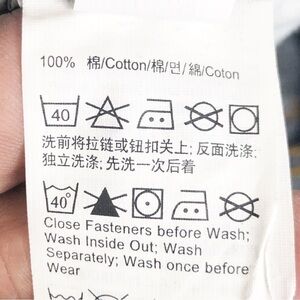 100% 棉/Cotton/棉/면/綿/Coton
40
洗前将拉链或钮扣关上; 反面洗涤;
独立洗涤; 先洗一次后着
40°
Close Fasteners before Wash;
Wash Inside Out; Wash
Separately; Wash once before
Wear